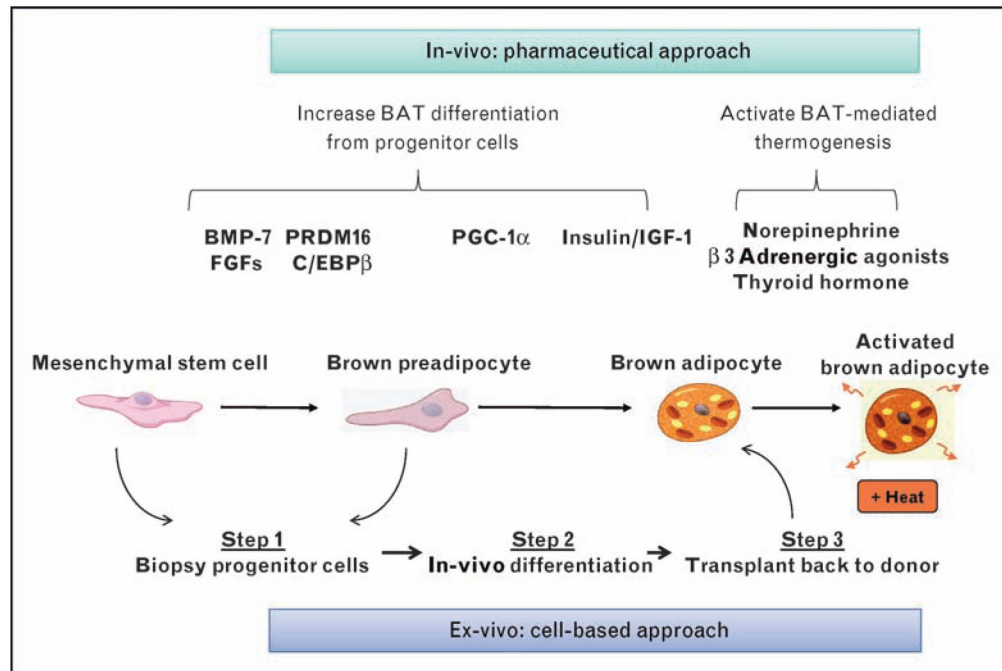 In-vivo: pharmaceutical approach
Increase BAT differentiation
from progenitor cells
Activate BAT-mediated
thermogenesis
BMP-7
FGFs
PRDM16
C/EBPβ
PGC-1α
Insulin/IGF-1
Norepinephrine
β3 Adrenergic agonists
Thyroid hormone
Mesenchymal stem cell
Brown preadipocyte
Brown adipocyte
Activated
brown adipocyte
+ Heat
Step 1
Biopsy progenitor cells
Step 2
In-vivo differentiation
Step 3
Transplant back to donor
Ex-vivo: cell-based approach